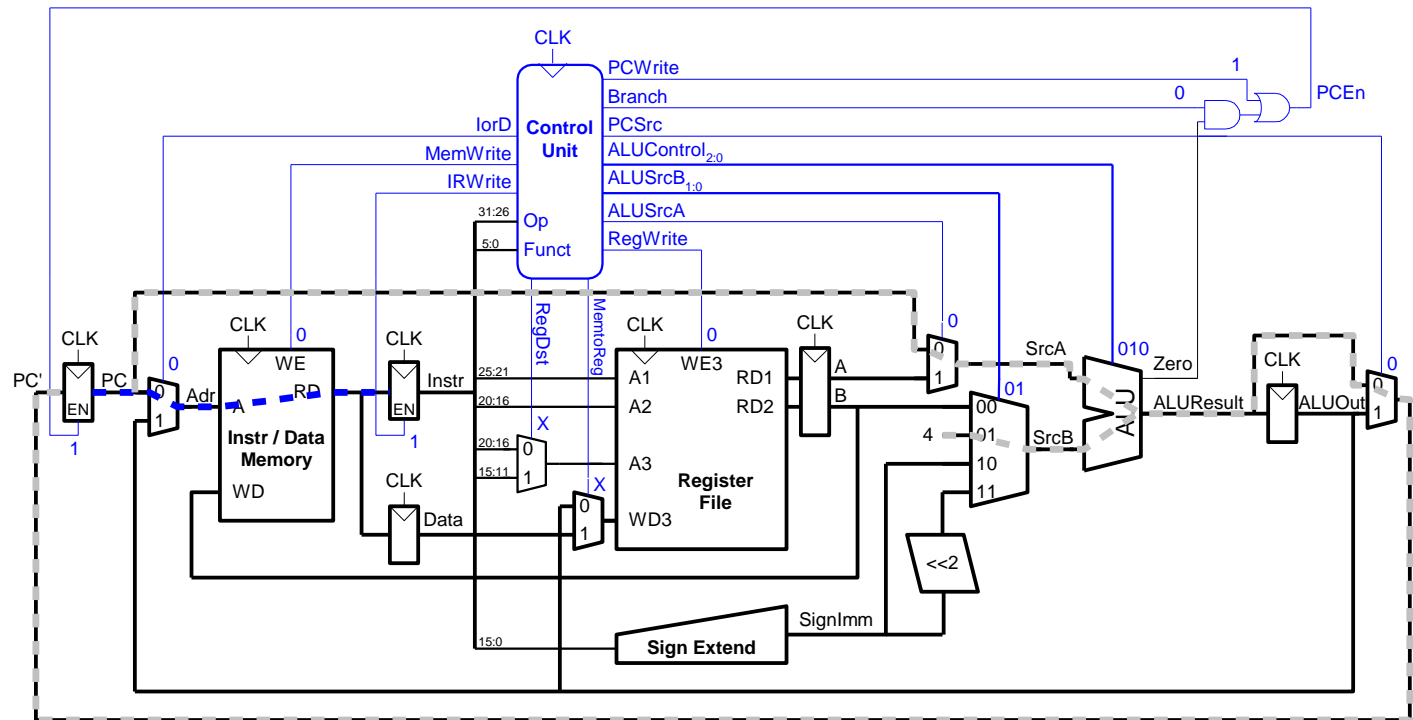 CLK
PCWrite
1
Branch
0
PCEn
IorD
Control
Unit
PCSrc
MemWrite
ALUControl2:0
IRWrite
ALUSrcB1:0
31:26
Op
ALUSrcA
5:0
Funct
RegWrite
RegDst
MemtoReg
CLK
CLK
CLK
CLK
CLK
0
0
0
0
010
0
PC'
EN
1
PC
0
1
Adr
WE
A
RD
Instr / Data
Memory
WD
EN
1
Instr
CLK
Data
25:21
20:16
20:16
15:11
X
0
1
X
0
1
A1
A2
A3
WD3
WE3
RD1
RD2
Register
File
A
B
0
1
SrcA
01
4
00
01
10
11
SrcB
ALU
Zero
ALUResult
CLK
ALUOut
0
1
<<2
SignImm
15:0
Sign Extend